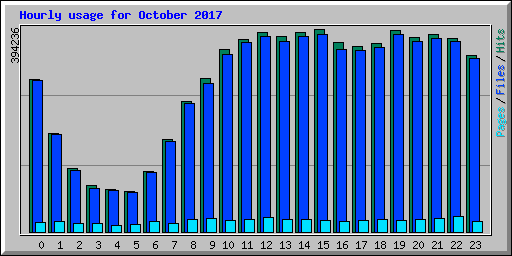 Hourly usage for October 2017
394236
Pages / Files / Hits
0 1 2 3 4 5 6 7 8 9 10 11 12 13 14 15 16 17 18 19 20 21 22 23